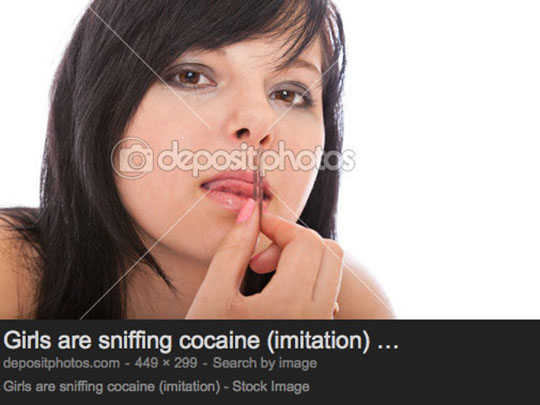 depositphotos
Girls are sniffing cocaine (imitation) ...
depositphotos.com - 449 × 299 - Search by image
Girls are sniffing cocaine (imitation) - Stock Image